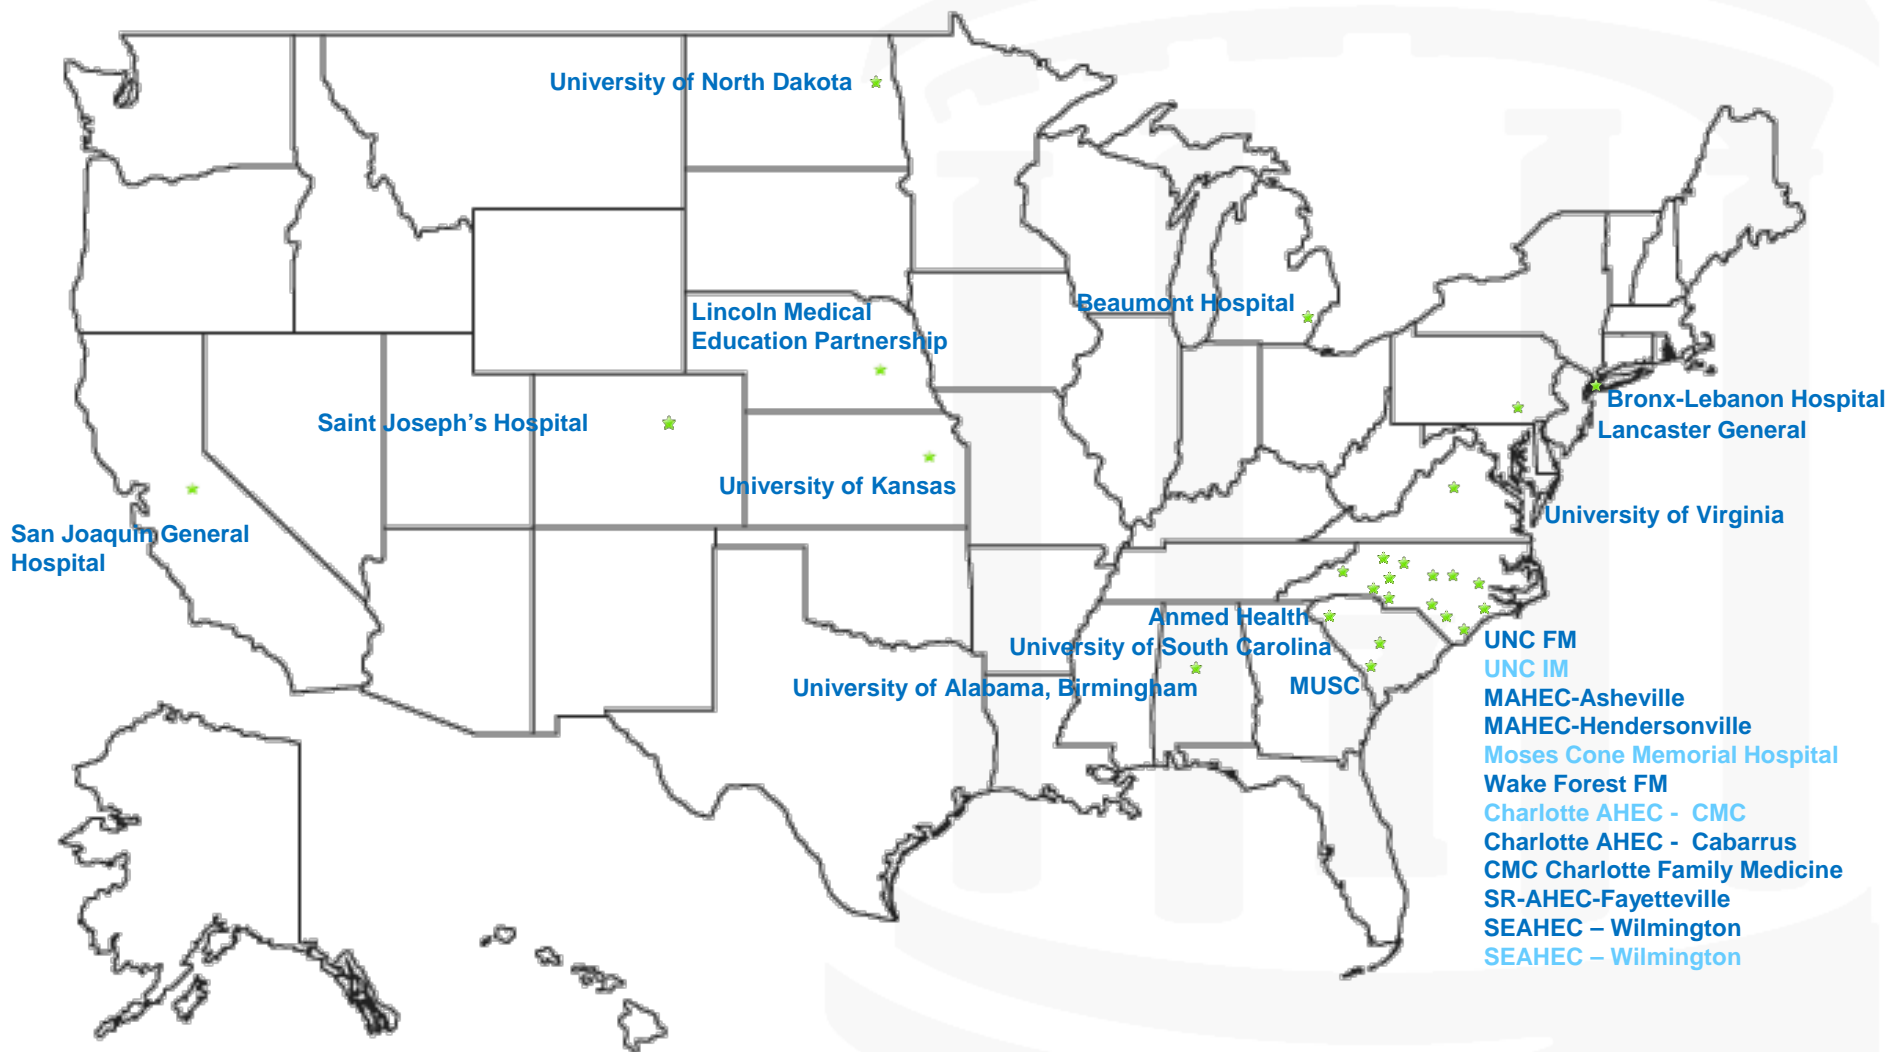 University of North Dakota
Beaumont Hospital
Lincoln Medical
Education Partnership
Bronx-Lebanon Hospital
Saint Joseph’s Hospital
Lancaster General
University of Kansas
University of Virginia
San Joaquin General
Hospital
Anmed Health
University of South Carolina
University of Alabama, Birmingham
MUSC
UNC FM
UNC IM
MAHEC-Asheville
MAHEC-Hendersonville
Moses Cone Memorial Hospital
Wake Forest FM
Charlotte AHEC - CMC
Charlotte AHEC - Cabarrus
CMC Charlotte Family Medicine
SR-AHEC-Fayetteville
SEAHEC – Wilmington
SEAHEC – Wilmington